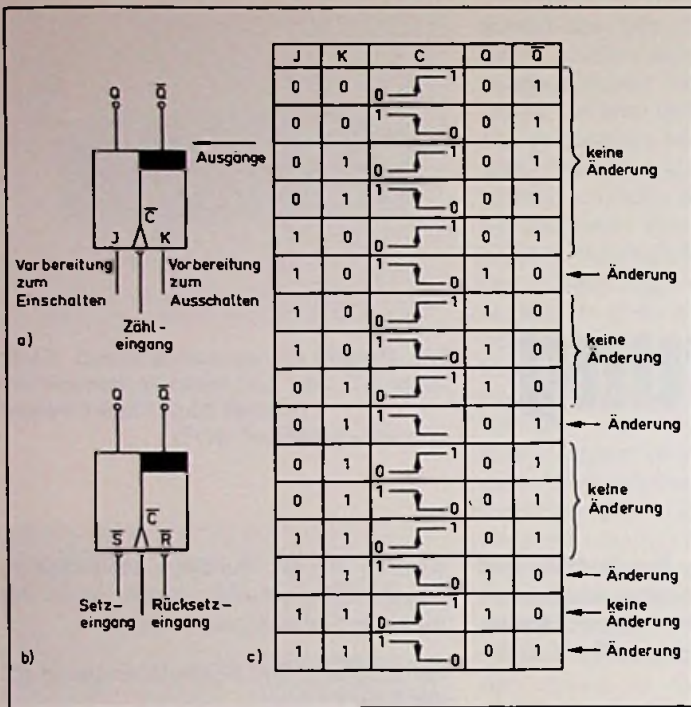 Q Q̄
Ausgänge
C̄
J K
Vorbereitung
zum
Einschalten
Vorbereitung
zum
Ausschalten
Zähl-
eingang
a)
Q Q̄
C̄
S̄ R̄
Setz-
eingang
Rücksetz-
eingang
b)
c)
J K C Q Q̄
0 0 0 1 0 1
0 0 1 0 0 1
0 1 0 1 0 1
0 1 1 0 0 1
1 0 0 1 0 1
keine
Änderung
1 0 1 0 1 0 Änderung
1 0 0 1 1 0
1 0 1 0 1 0
0 1 0 1 1 0
keine
Änderung
0 1 1 0 1 Änderung
0 1 0 1 0 1
0 1 1 0 0 1
1 1 0 1 0 1
keine
Änderung
1 1 1 0 1 0 Änderung
1 1 0 1 1 0 keine
Änderung
1 1 1 0 0 1 Änderung